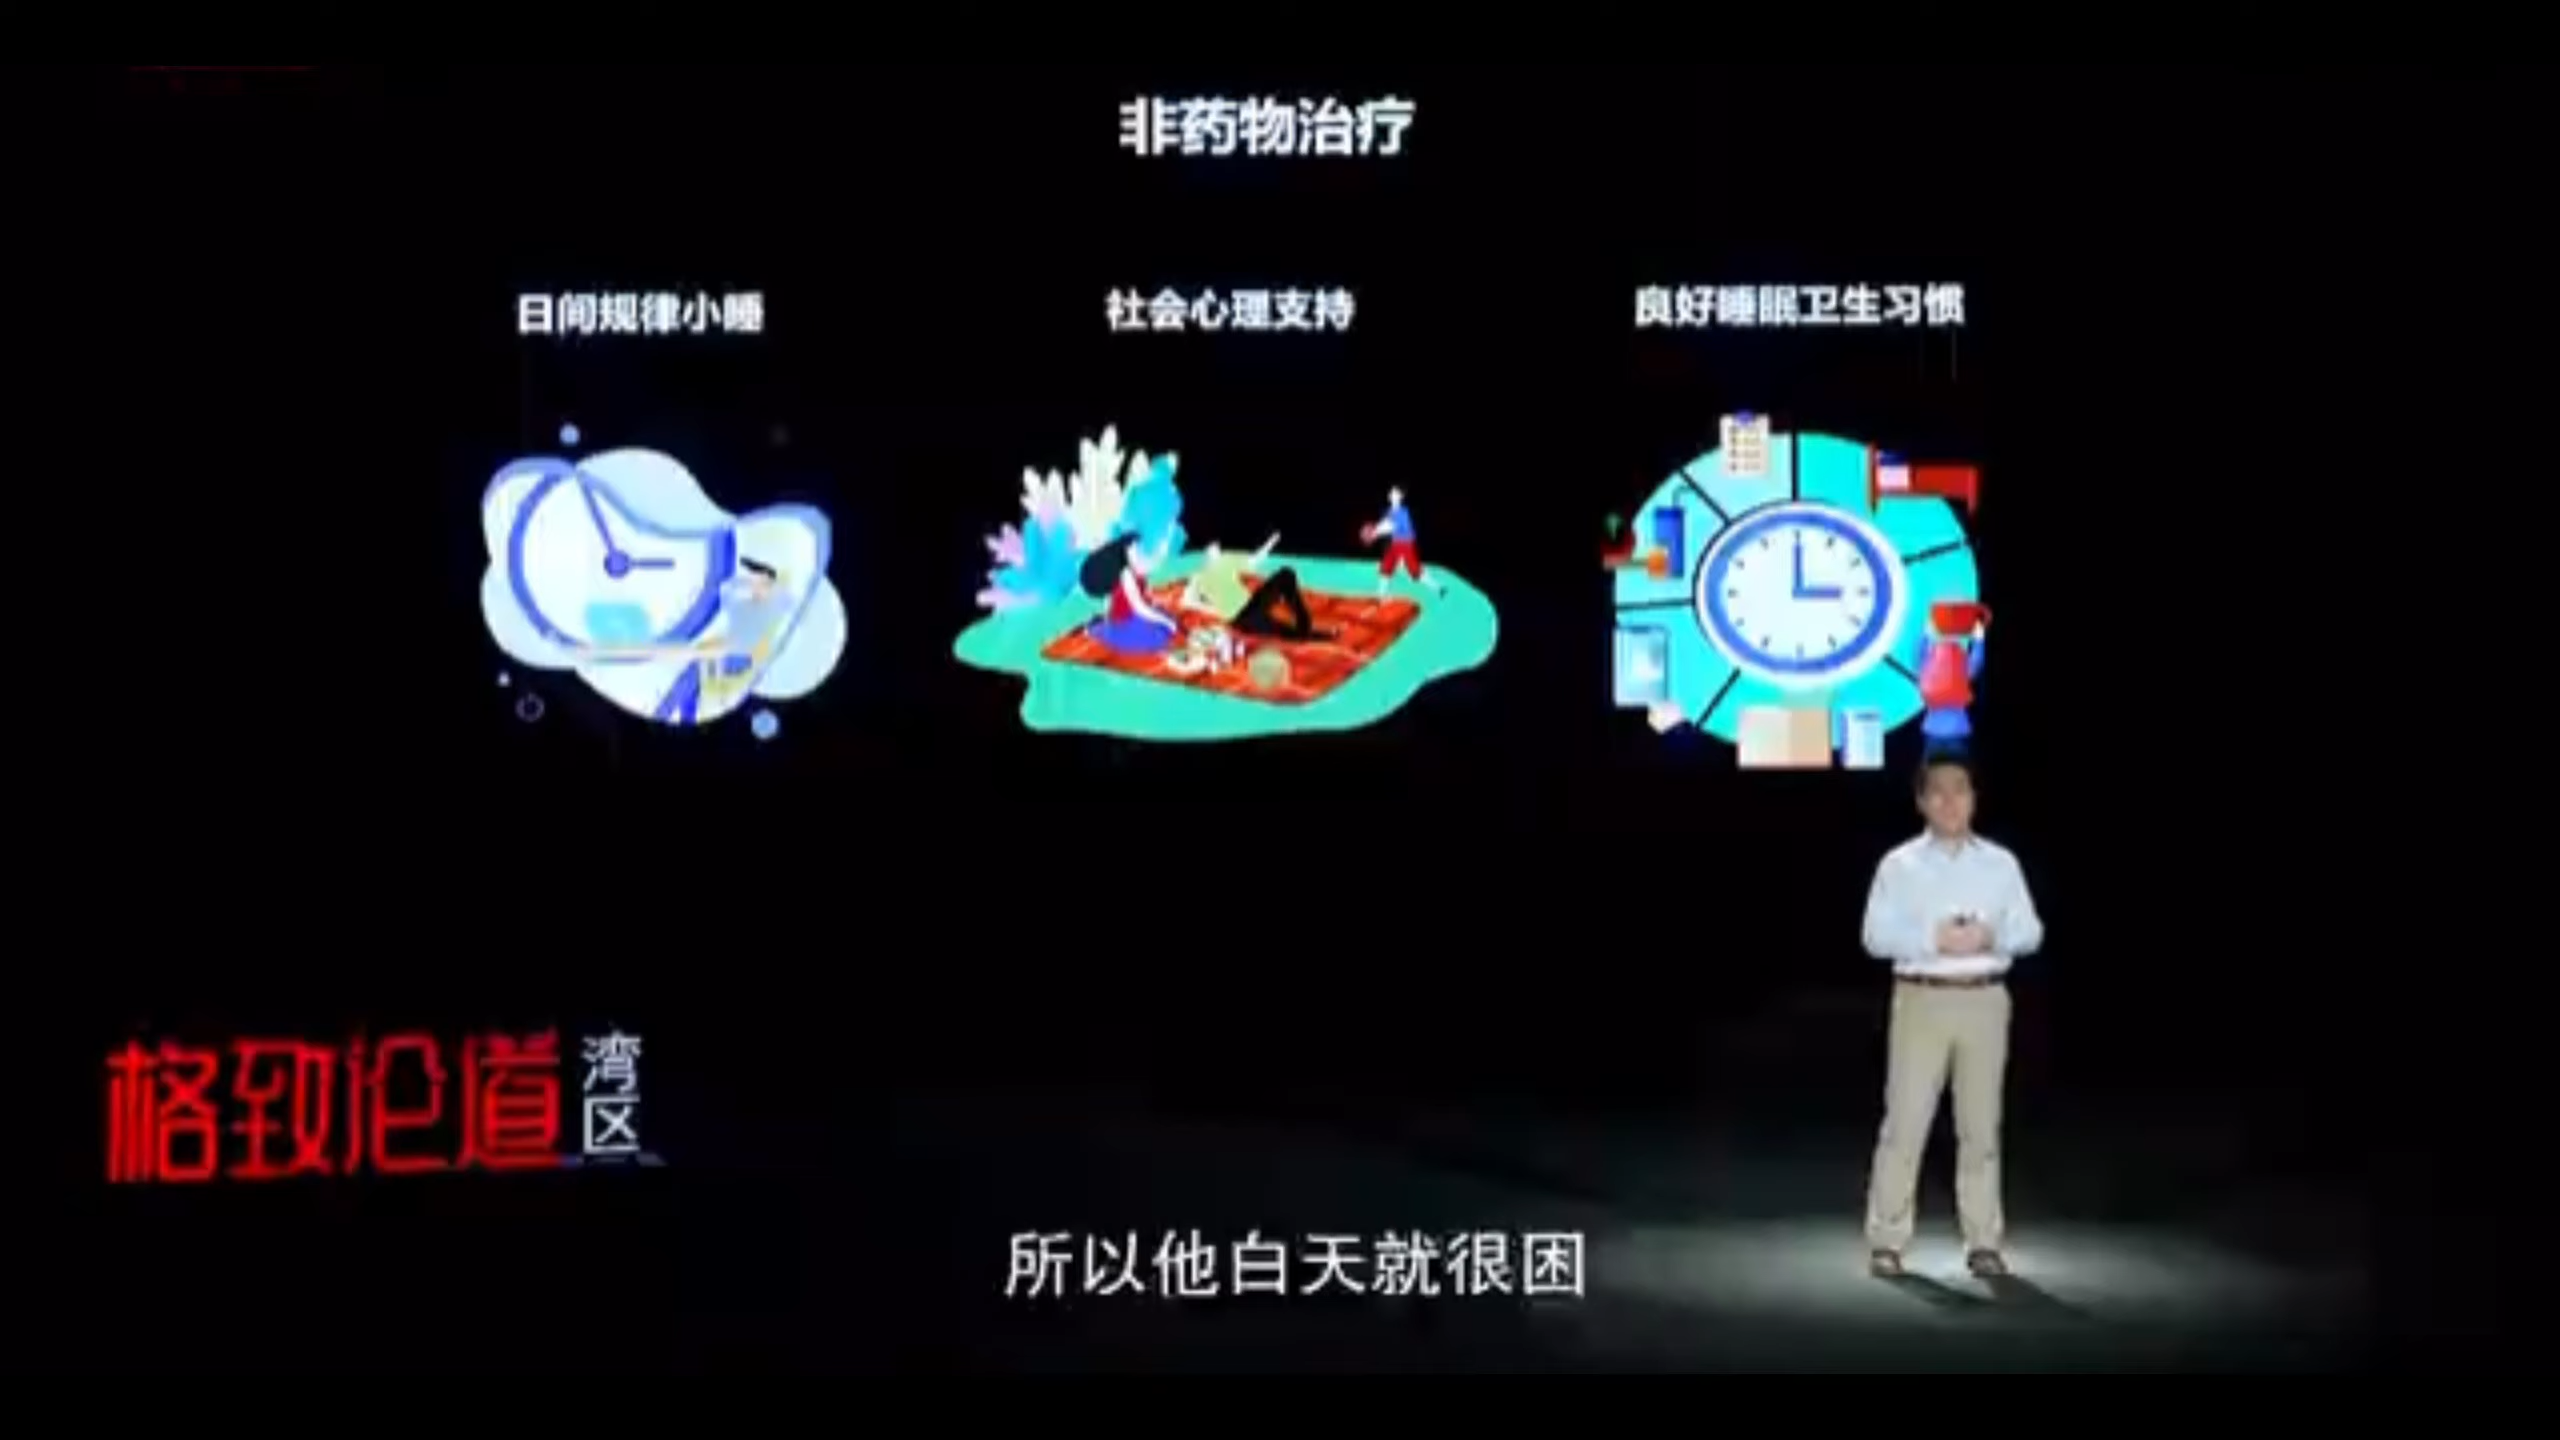 非药物治疗
日间规律小睡
社会心理支持
良好睡眠卫生习惯
格致论道
湾区
所以他白天就很困